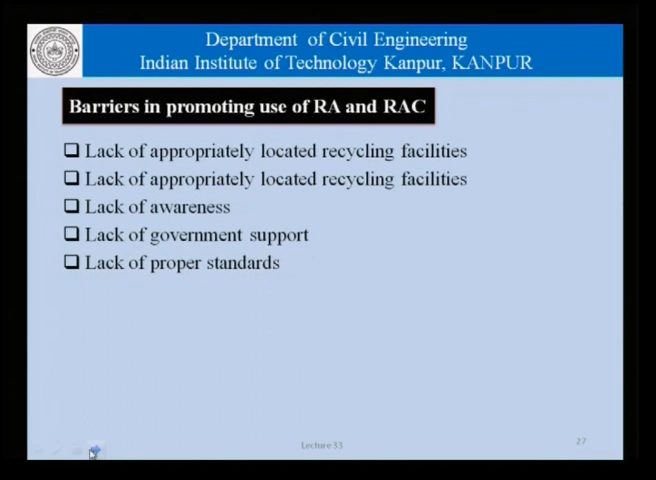 Department of Civil Engineering
Indian Institute of Technology Kanpur, KANPUR
Barriers in promoting use of RA and RAC
Lack of appropriately located recycling facilities
Lack of appropriately located recycling facilities
Lack of awareness
Lack of government support
Lack of proper standards
Lecture 33
27